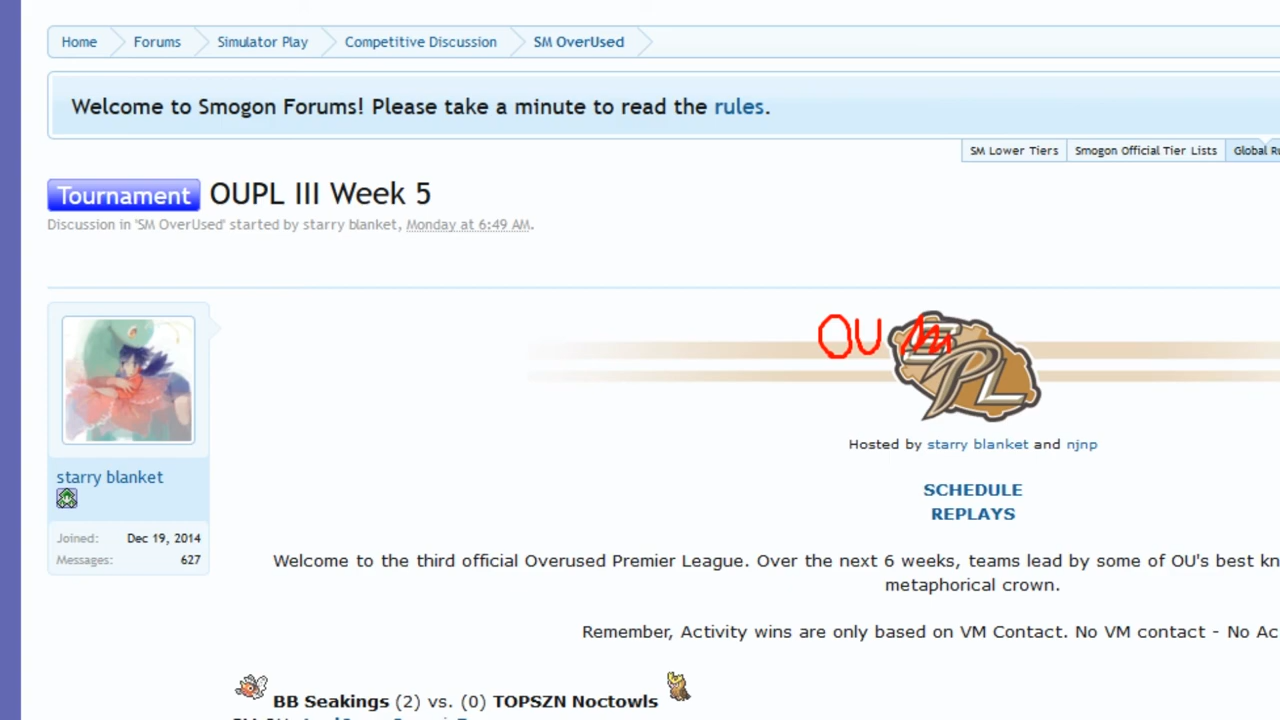 Home Forums Simulator Play Competitive Discussion SM OverUsed
Welcome to Smogon Forums! Please take a minute to read the rules.
SM Lower Tiers Smogon Official Tier Lists Global Ru
Tournament OUPL III Week 5
Discussion in 'SM OverUsed' started by starry blanket, Monday at 6:49 AM.
OU
PL
Hosted by starry blanket and njnp
SCHEDULE
REPLAYS
starry blanket
Joined: Dec 19, 2014
Messages: 627
Welcome to the third official Overused Premier League. Over the next 6 weeks, teams lead by some of OU's best kn
metaphorical crown.
Remember, Activity wins are only based on VM Contact. No VM contact - No Ac
BB Seakings (2) vs. (0) TOPSZN Noctowls